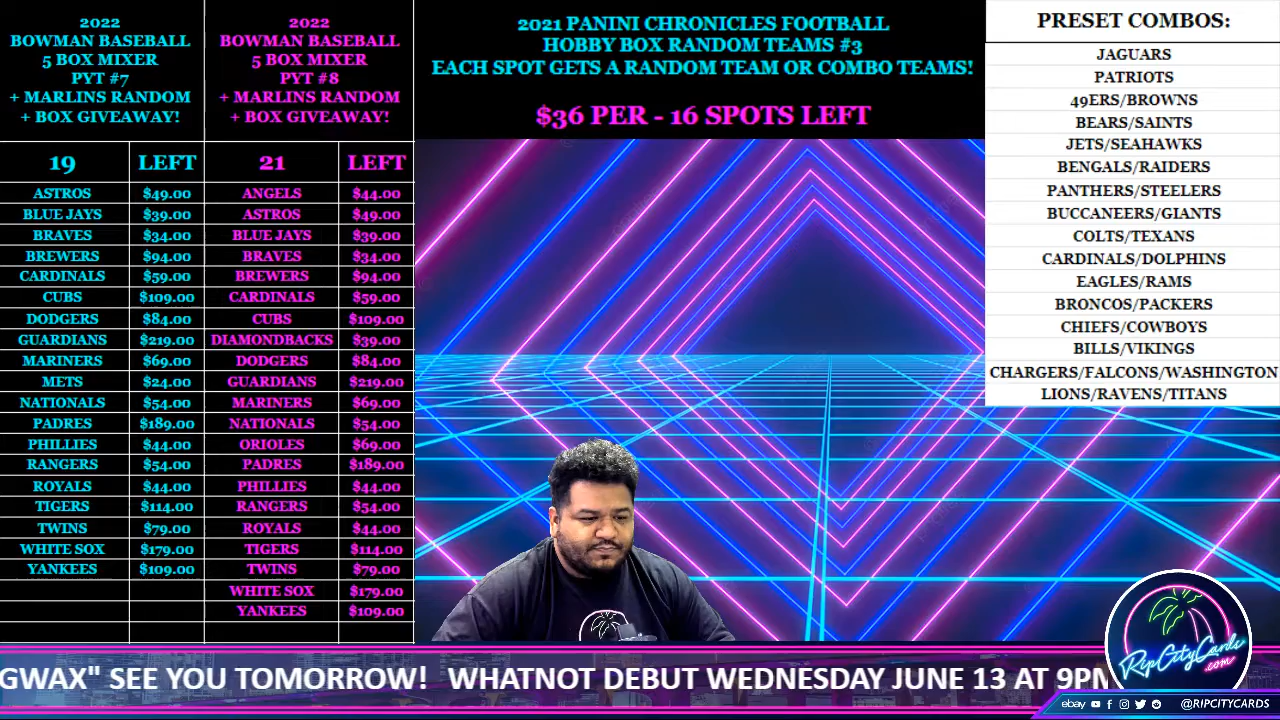 2022
BOWMAN BASEBALL
5 BOX MIXER
PYT #7
+ MARLINS RANDOM
+ BOX GIVEAWAY!
19 LEFT
ASTROS $49.00
BLUE JAYS $39.00
BRAVES $34.00
BREWERS $94.00
CARDINALS $59.00
CUBS $109.00
DODGERS $84.00
GUARDIANS $219.00
MARINERS $69.00
METS $24.00
NATIONALS $54.00
PADRES $189.00
PHILLIES $44.00
RANGERS $54.00
ROYALS $44.00
TIGERS $114.00
TWINS $79.00
WHITE SOX $179.00
YANKEES $109.00
2022
BOWMAN BASEBALL
5 BOX MIXER
PYT #8
+ MARLINS RANDOM
+ BOX GIVEAWAY!
21 LEFT
ANGELS $44.00
ASTROS $49.00
BLUE JAYS $39.00
BRAVES $34.00
BREWERS $94.00
CARDINALS $59.00
CUBS $109.00
DIAMONDBACKS $39.00
DODGERS $84.00
GUARDIANS $219.00
MARINERS $69.00
NATIONALS $54.00
ORIOLES $69.00
PADRES $189.00
PHILLIES $44.00
RANGERS $54.00
ROYALS $44.00
TIGERS $114.00
TWINS $79.00
WHITE SOX $179.00
YANKEES $109.00
2021 PANINI CHRONICLES FOOTBALL
HOBBY BOX RANDOM TEAMS #3
EACH SPOT GETS A RANDOM TEAM OR COMBO TEAMS!
$36 PER - 16 SPOTS LEFT
PRESET COMBOS:
JAGUARS
PATRIOTS
49ERS/BROWNS
BEARS/SAINTS
JETS/SEAHAWKS
BENGALS/RAIDERS
PANTHERS/STEELERS
BUCCANEERS/GIANTS
COLTS/TEXANS
CARDINALS/DOLPHINS
EAGLES/RAMS
BRONCOS/PACKERS
CHIEFS/COWBOYS
BILLS/VIKINGS
CHARGERS/FALCONS/WASHINGTON
LIONS/RAVENS/TITANS
GWAX" SEE YOU TOMORROW! WHATNOT DEBUT WEDNESDAY JUNE 13 AT 9PM
RipCityCards
.com
ebay @RIPCITYCARDS